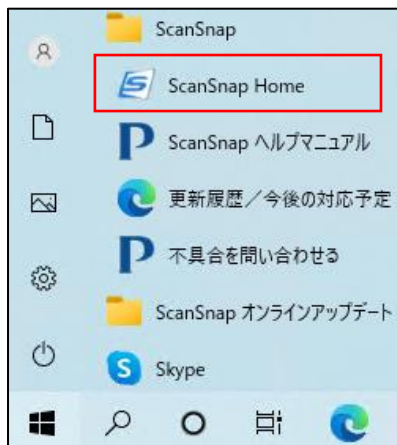 ScanSnap
ScanSnap Home
ScanSnap ヘルプマニュアル
更新履歴／今後の対応予定
不具合を問い合わせる
ScanSnap オンラインアップデート
Skype